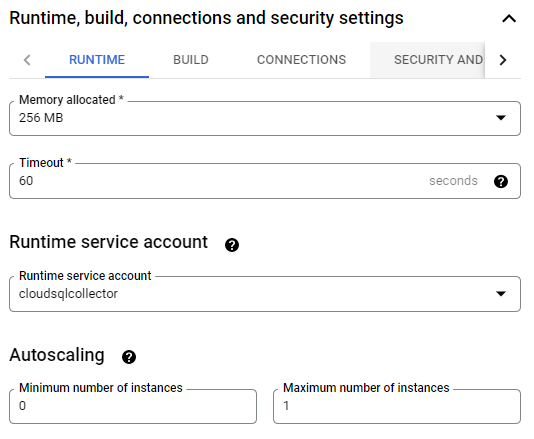 Runtime, build, connections and security settings
RUNTIME BUILD CONNECTIONS SECURITY AND
Memory allocated *
256 MB
Timeout *
60 seconds
Runtime service account
Runtime service account
cloudsqlcollector
Autoscaling
Minimum number of instances Maximum number of instances
0 1